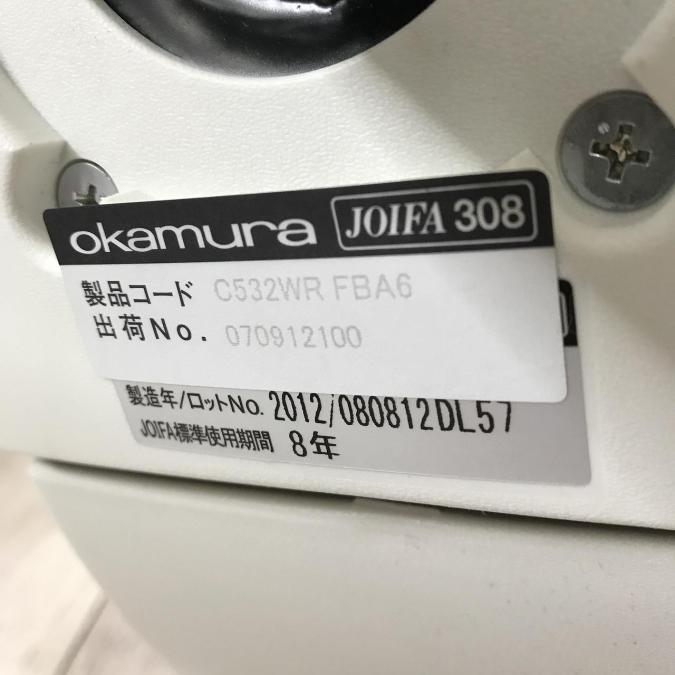 okamura JOIFA 308
製品コード C532WR FBA6
出荷No. 070912100
製造年/ロットNo. 2012/080812DL57
JOIFA標準使用期間 8年